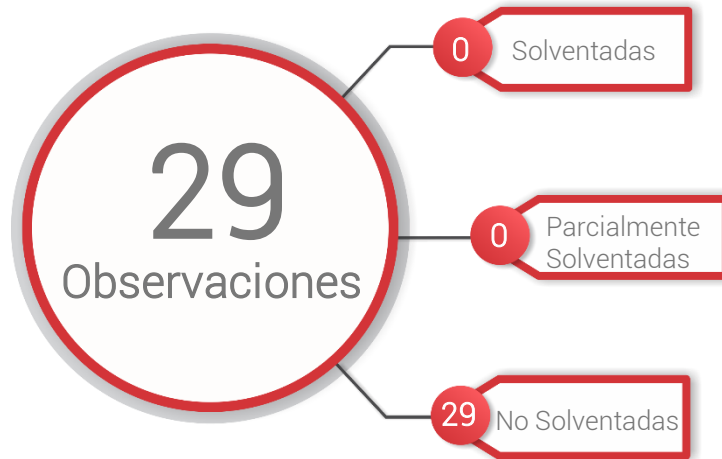 29
Observaciones
0
Solventadas
0
Parcialmente
Solventadas
29
No Solventadas